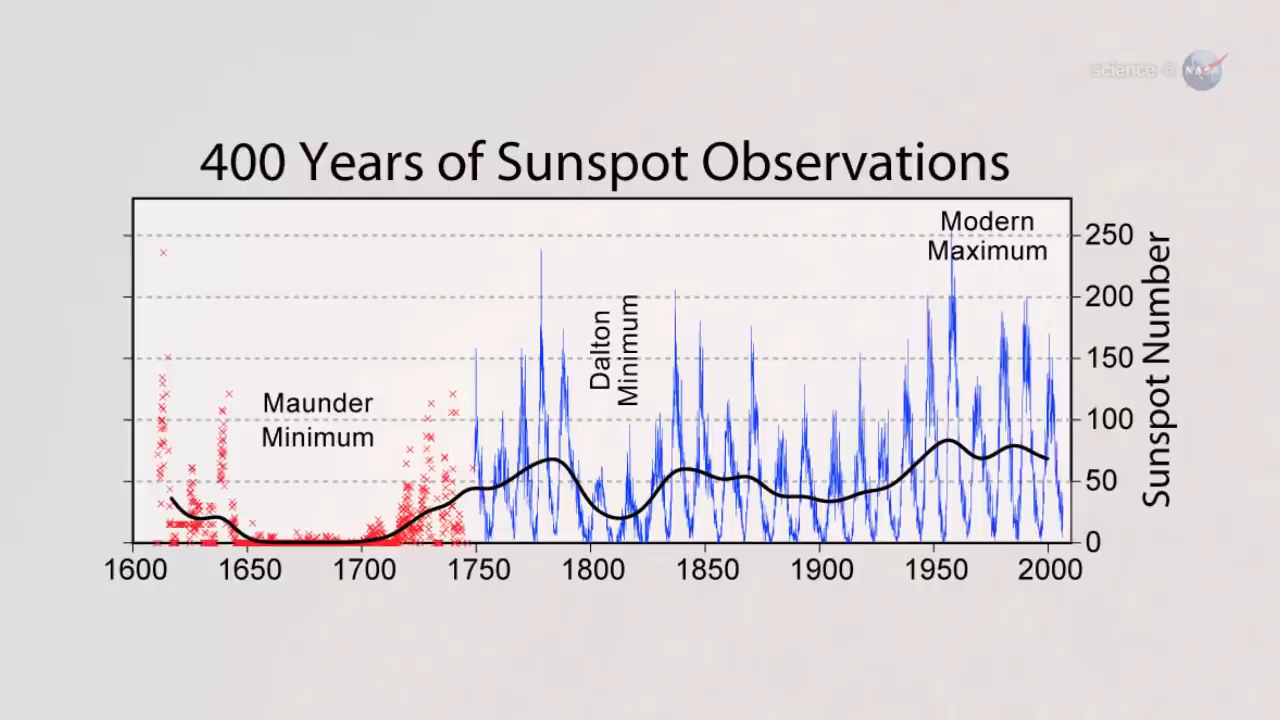 science @ NASA
400 Years of Sunspot Observations
Modern
Maximum
Dalton
Minimum
Maunder
Minimum
250
200
150
100
50
0
Sunspot Number
1600 1650 1700 1750 1800 1850 1900 1950 2000